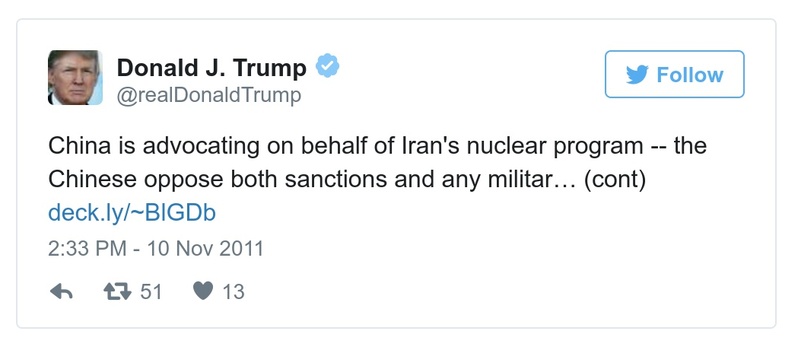 Donald J. Trump
@realDonaldTrump
Follow
China is advocating on behalf of Iran's nuclear program -- the
Chinese oppose both sanctions and any militar… (cont)
deck.ly/~BlGDb
2:33 PM - 10 Nov 2011
51 13